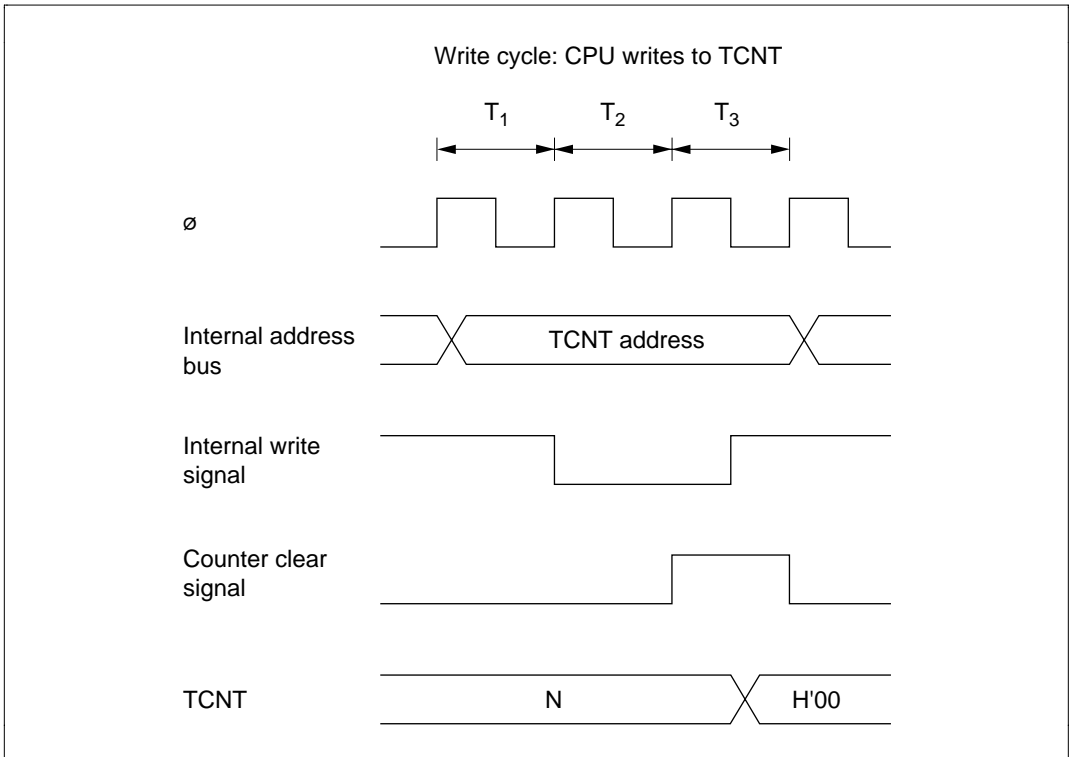 Write cycle: CPU writes to TCNT
T1 T2 T3
ø
Internal address
bus
TCNT address
Internal write
signal
Counter clear
signal
TCNT N H'00